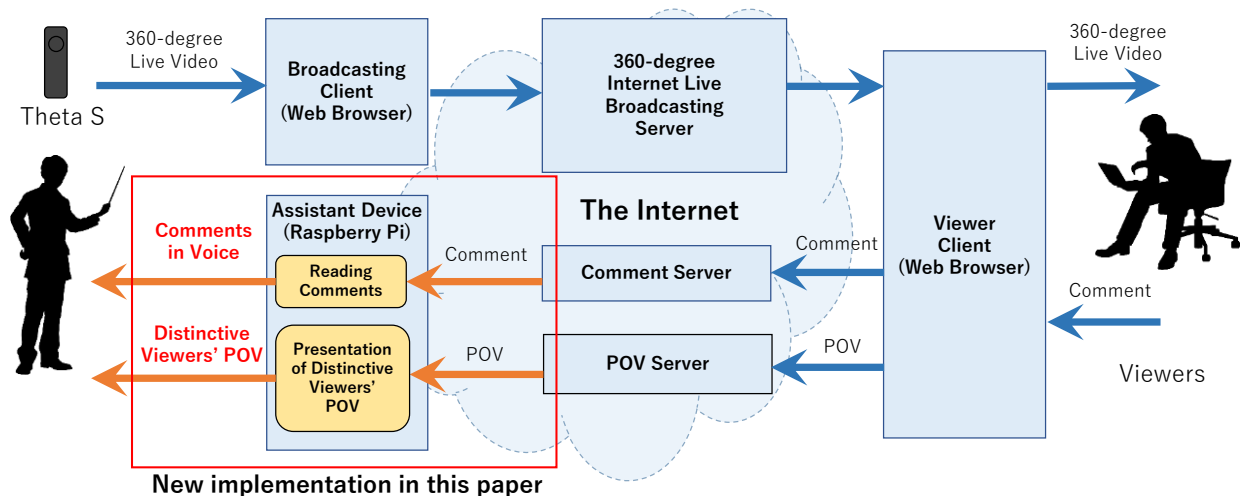 360-degree
Live Video
Theta S
Broadcasting
Client
(Web Browser)
360-degree
Internet Live
Broadcasting
Server
360-degree
Live Video
The Internet
Viewer
Client
(Web Browser)
Assistant Device
(Raspberry Pi)
Comments
in Voice
Reading
Comments
Comment
Comment Server
Comment
Comment
Distinctive
Viewers’ POV
Presentation
of Distinctive
Viewers’
POV
POV
POV Server
POV
Viewers
New implementation in this paper